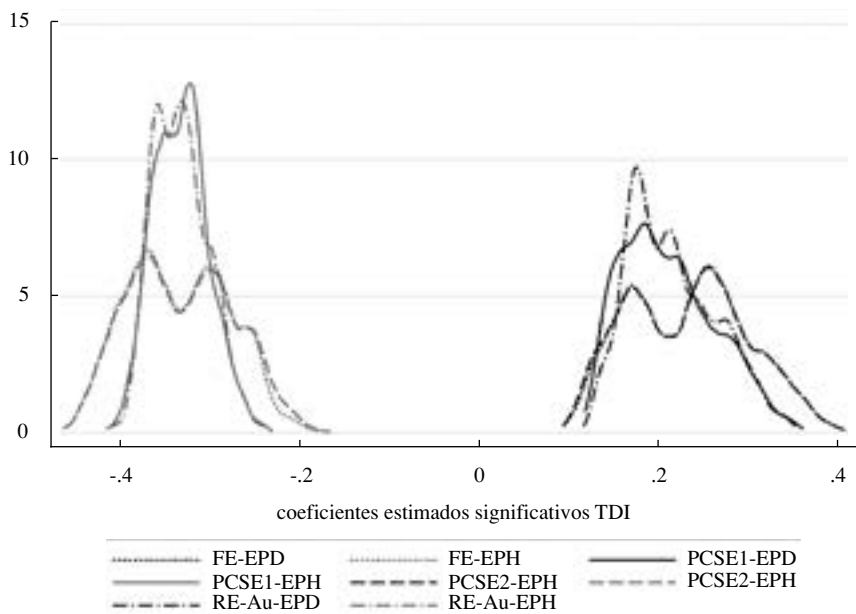 15
10
5
0
-.4 -.2 0 .2 .4
coeficientes estimados significativos TDI
FE-EPD FE-EPH PCSE1-EPD
PCSE1-EPH PCSE2-EPH PCSE2-EPH
RE-Au-EPD RE-Au-EPH